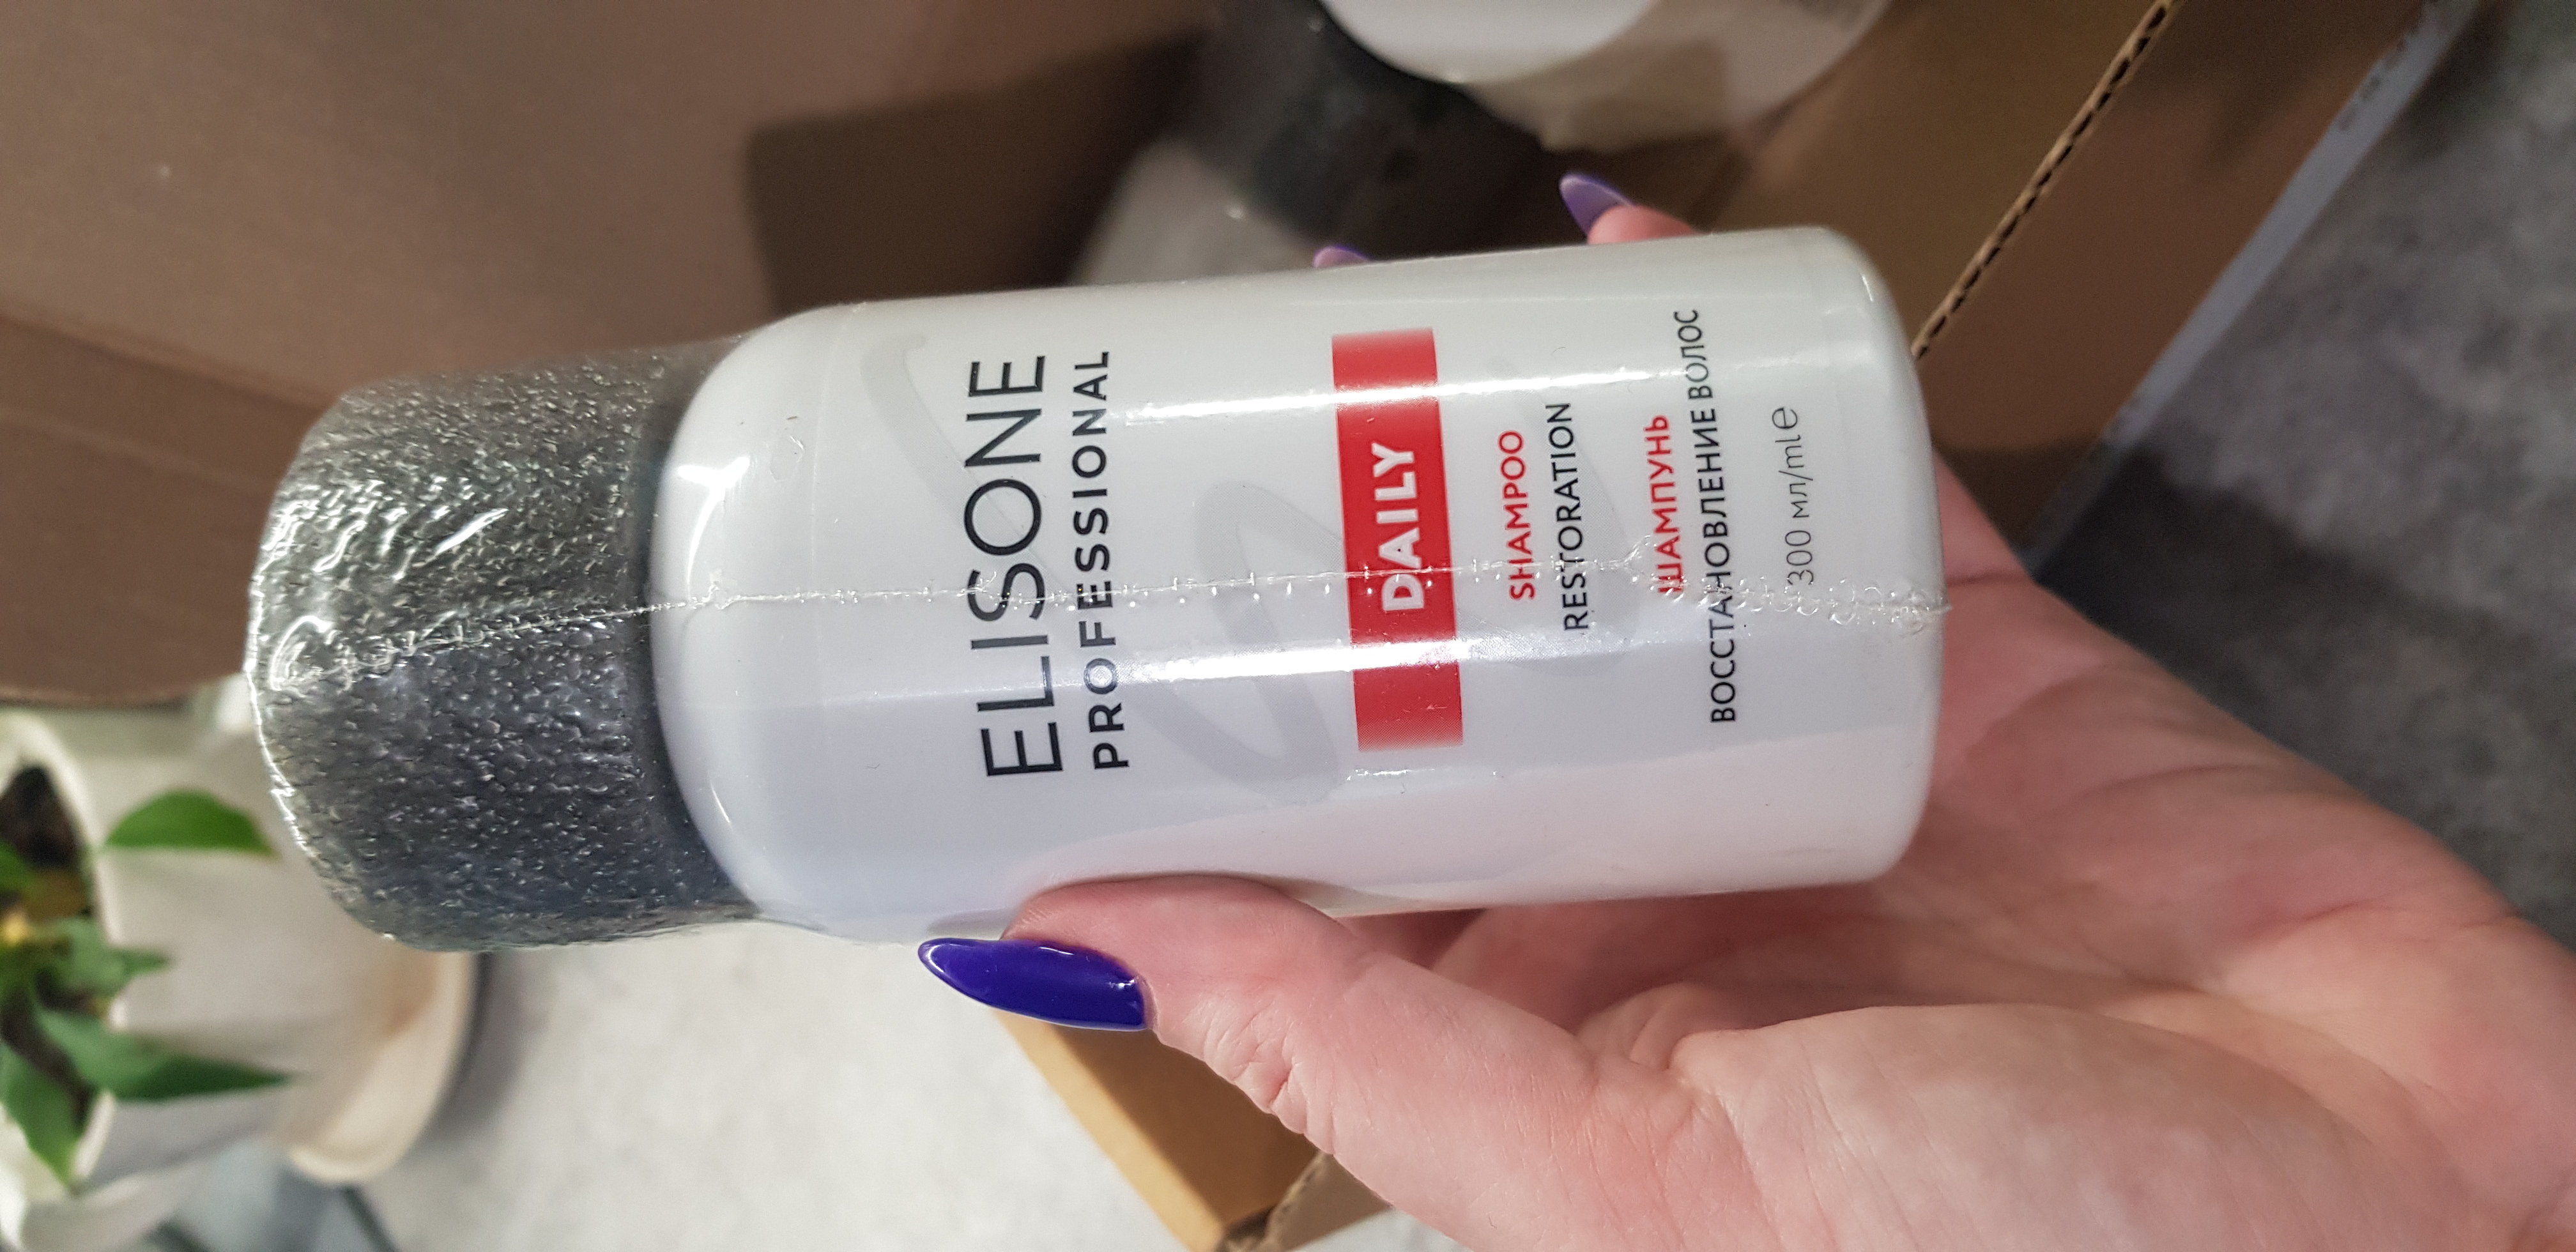 ELISONE
PROFESSIONAL
DAILY
SHAMPOO
RESTORATION
ШАМПУНЬ
ВОССТАНОВЛЕНИЕ ВОЛОС
300 мл/ml e